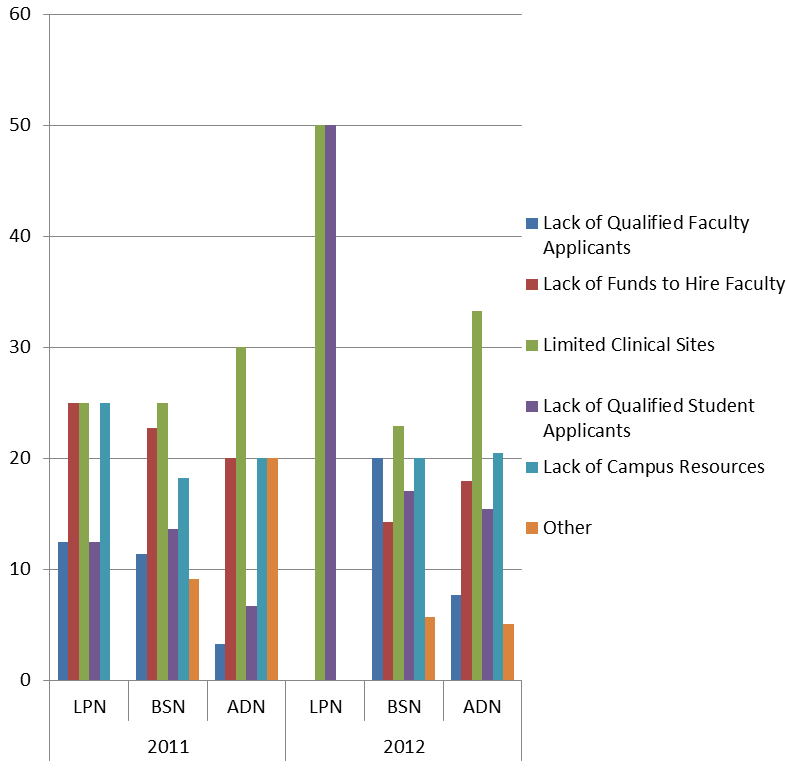 60
50
40
30
20
10
0
LPN BSN ADN LPN BSN ADN
2011 2012
Lack of Qualified Faculty
Applicants
Lack of Funds to Hire Faculty
Limited Clinical Sites
Lack of Qualified Student
Applicants
Lack of Campus Resources
Other